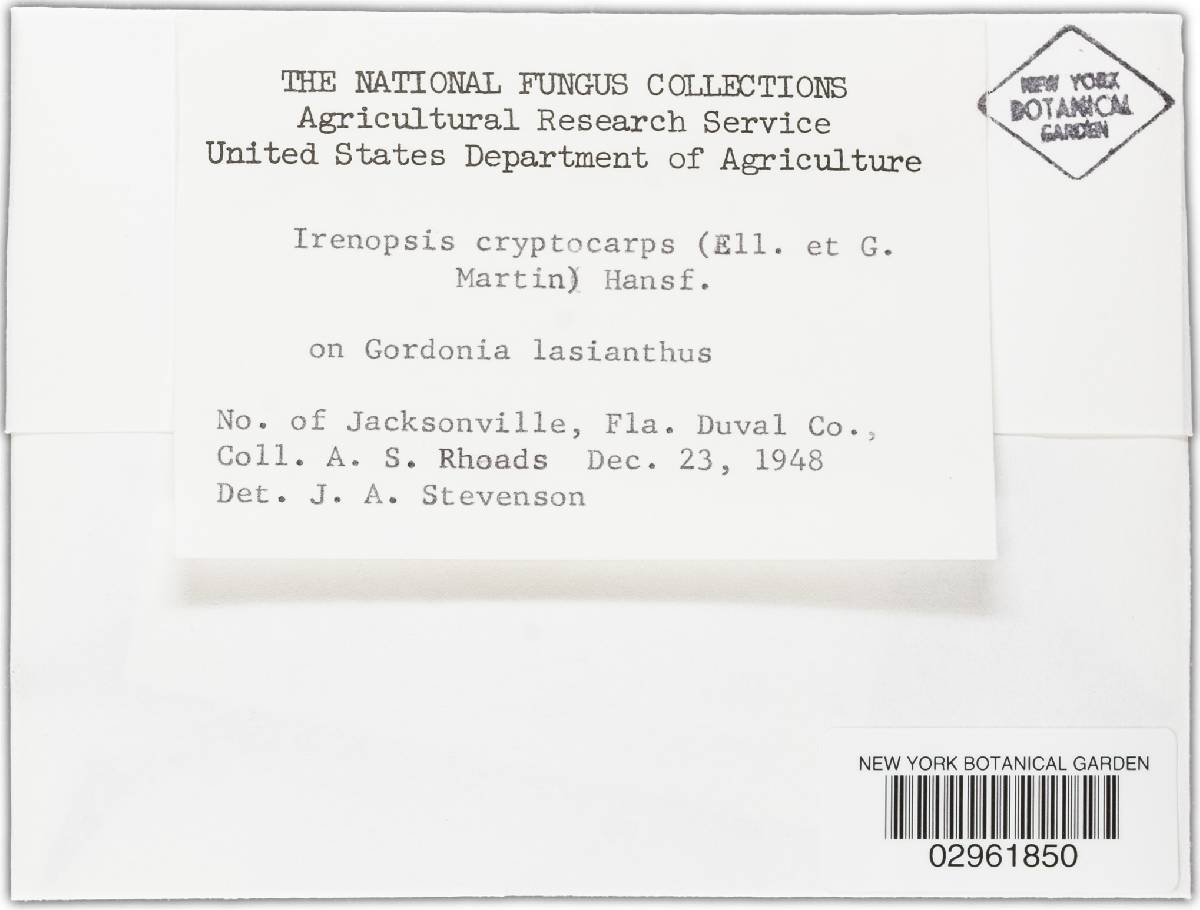 THE NATIONAL FUNGUS COLLECTIONS
Agricultural Research Service
United States Department of Agriculture
NEW YORK
BOTANICAL
GARDEN
Irenopsis cryptocarps (Ell. et G.
Martin) Hansf.
on Gordonia lasianthus
No. of Jacksonville, Fla. Duval Co.,
Coll. A. S. Rhoads Dec. 23, 1948
Det. J. A. Stevenson
NEW YORK BOTANICAL GARDEN
02961850